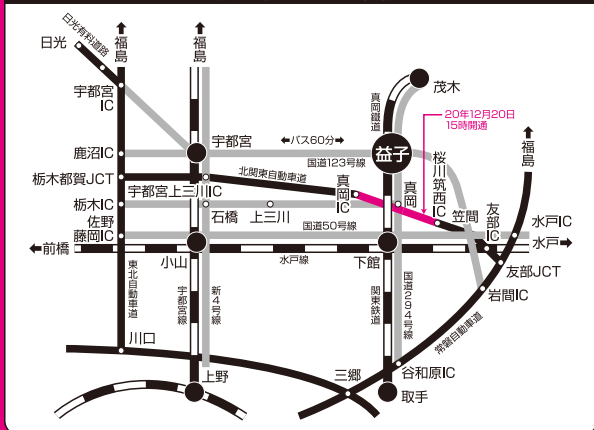 日光有料道路
福島
福島
日光
茂木
宇都宮
IC
真岡鐵道
20年12月20日
15時開通
宇都宮
←バス60分→
益子
福島
鹿沼IC
国道123号線
桜川筑西IC
栃木都賀JCT
北関東自動車道
宇都宮上三川IC
真岡IC
真岡
栃木IC
石橋
上三川
笠間
友部IC
水戸IC
佐野
藤岡IC
国道50号線
水戸→
←前橋
小山
水戸線
下館
友部JCT
岩間IC
東北自動車道
宇都宮線
新4号線
関東鉄道
国道294号線
常磐自動車道
川口
谷和原IC
上野
三郷
取手